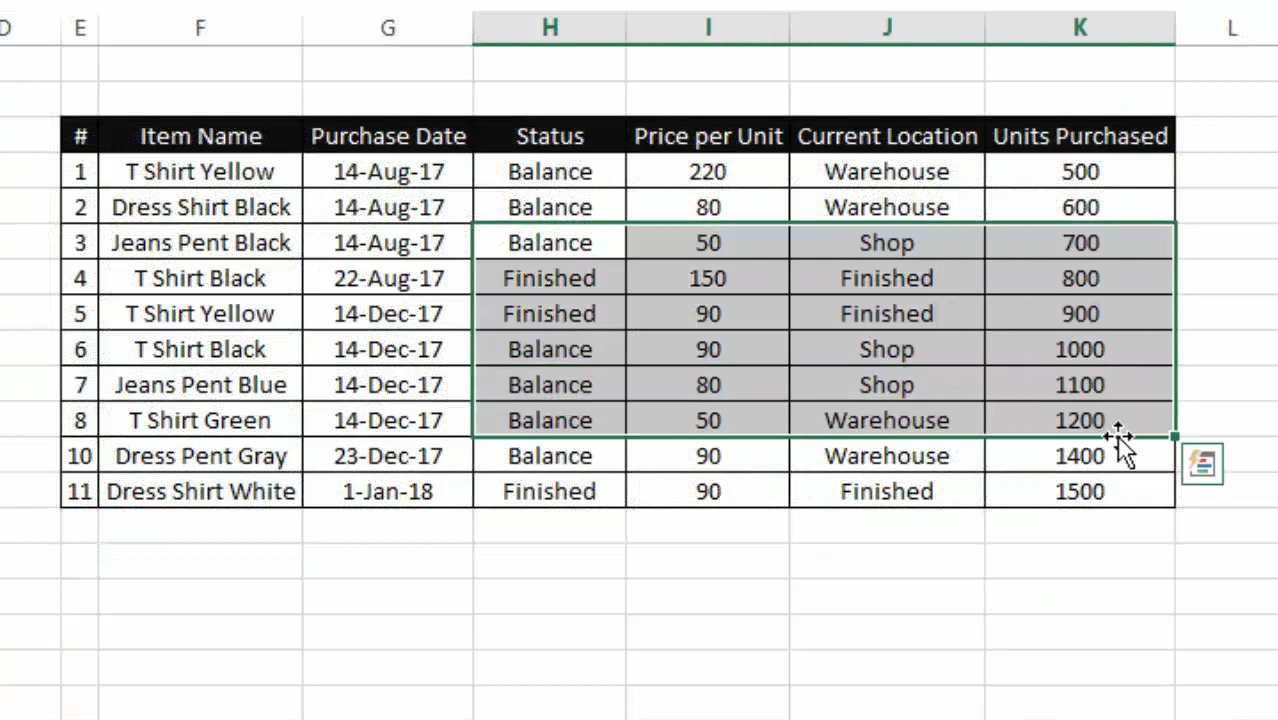 D E F G H I J K L
# Item Name Purchase Date Status Price per Unit Current Location Units Purchased
1 T Shirt Yellow 14-Aug-17 Balance 220 Warehouse 500
2 Dress Shirt Black 14-Aug-17 Balance 80 Warehouse 600
3 Jeans Pent Black 14-Aug-17 Balance 50 Shop 700
4 T Shirt Black 22-Aug-17 Finished 150 Finished 800
5 T Shirt Yellow 14-Dec-17 Finished 90 Finished 900
6 T Shirt Black 14-Dec-17 Balance 90 Shop 1000
7 Jeans Pent Blue 14-Dec-17 Balance 80 Shop 1100
8 T Shirt Green 14-Dec-17 Balance 50 Warehouse 1200
10 Dress Pent Gray 23-Dec-17 Balance 90 Warehouse 1400
11 Dress Shirt White 1-Jan-18 Finished 90 Finished 1500